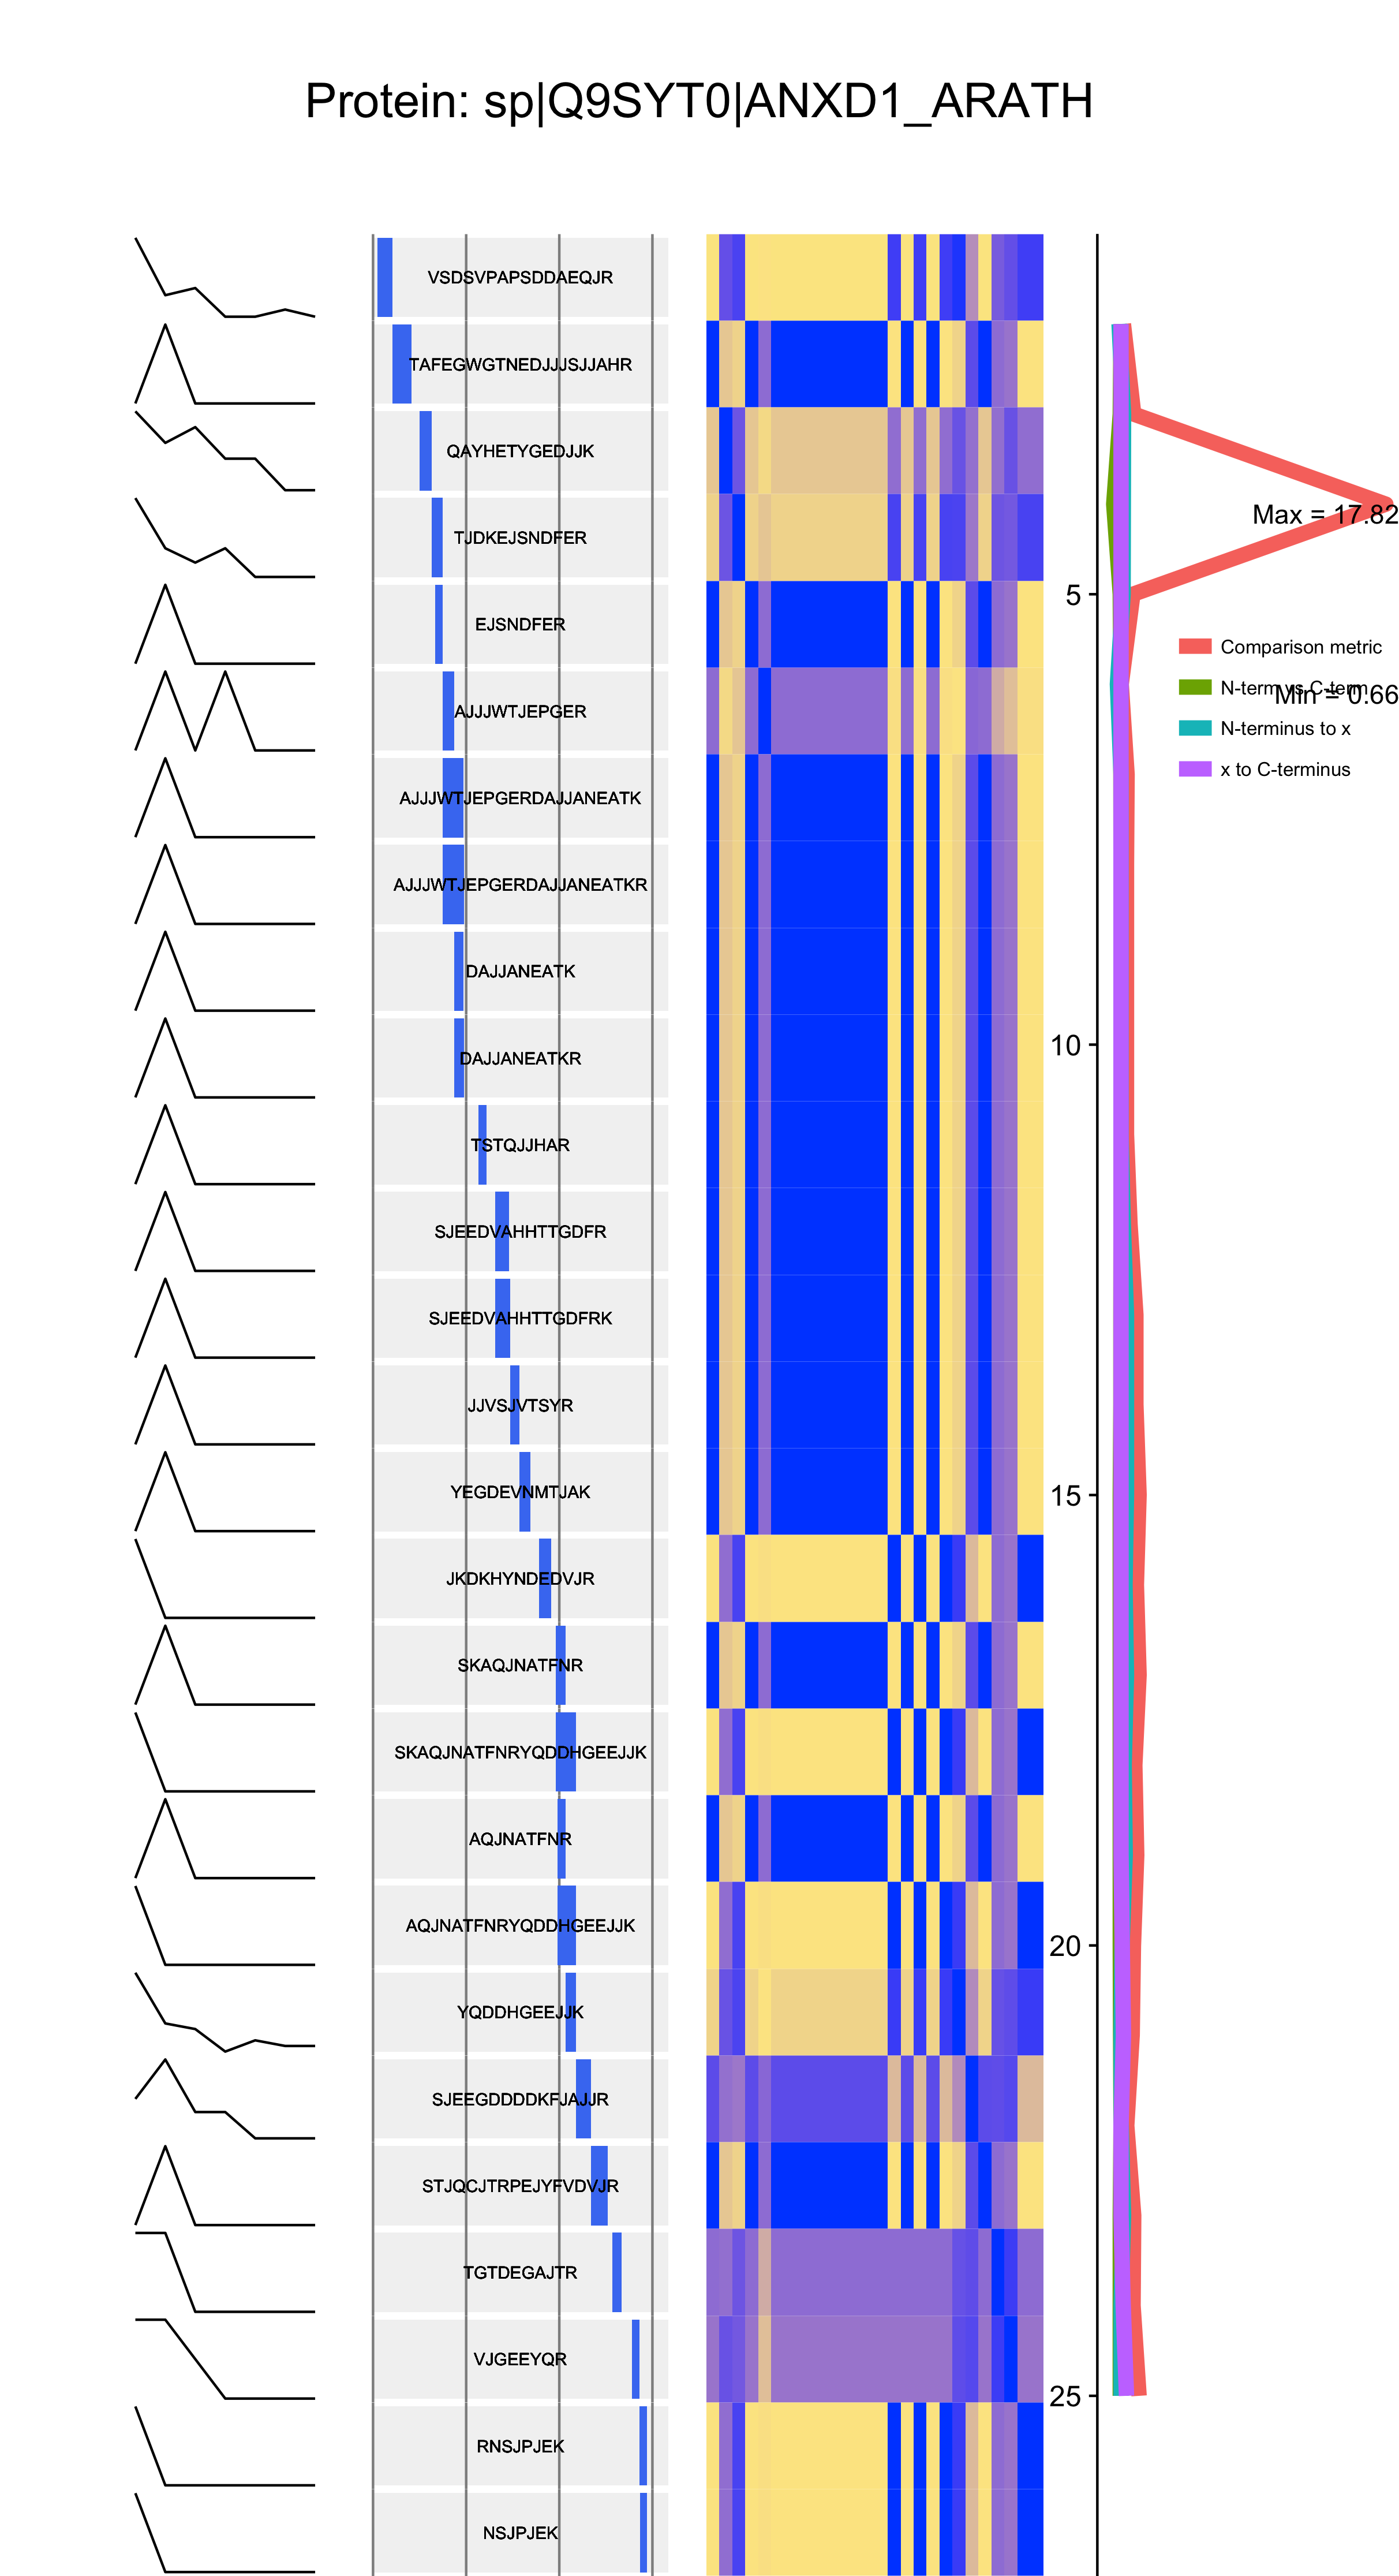 Protein: sp|Q9SYT0|ANXD1_ARATH
VSDSVPAPSDDAEQJR
TAFEGWGTNEDJJJSJJAHR
QAYHETYGEDJJK
Max = 17.82
TJDKEJSNDFER
5
EJSNDFER
Comparison metric
N-term vs C-term
Min = 0.66
AJJJWTJEPGER
N-terminus to x
x to C-terminus
AJJJWTJEPGERDAJJANEATK
AJJJWTJEPGERDAJJANEATKR
DAJJANEATK
10
DAJJANEATKR
TSTQJJHAR
SJEEDVAHHTTGDFR
SJEEDVAHHTTGDFRK
JJVSJVTSYR
15
YEGDEVNMTJAK
JKDKHYNDEDVJR
SKAQJNATFNR
SKAQJNATFNRYQDDHGEEJJK
AQJNATFNR
AQJNATFNRYQDDHGEEJJK
20
YQDDHGEEJJK
SJEEGDDDDKFJAJJR
STJQCJTRPEJYFVDVJR
TGTDEGAJTR
VJGEEYQR
25
RNSJPJEK
NSJPJEK